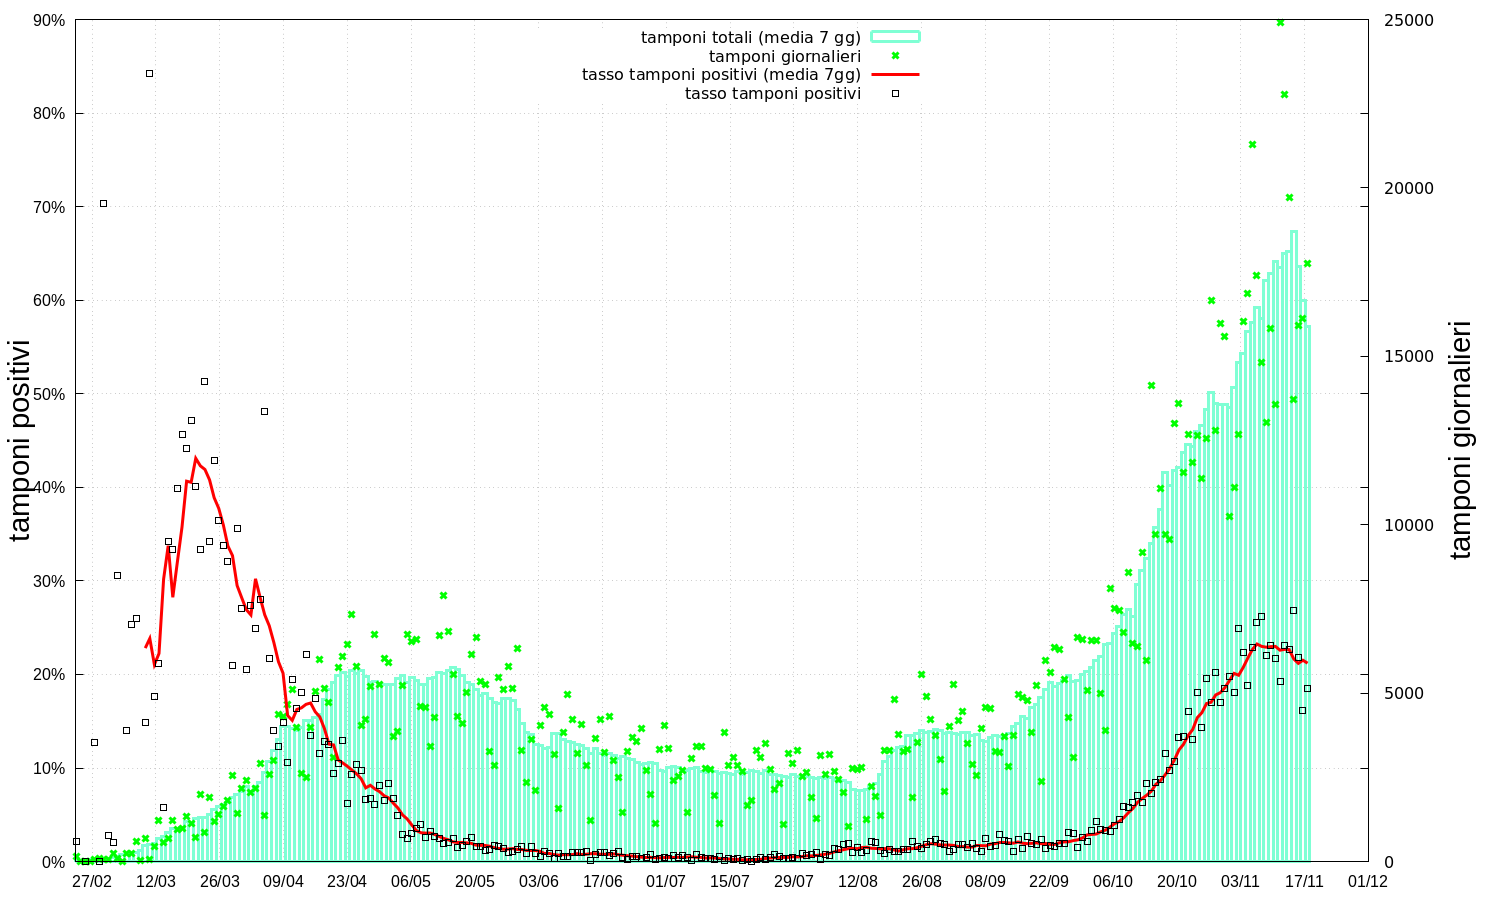 tamponi totali (media 7 gg)
tamponi giornalieri
tasso tamponi positivi (media 7gg)
tasso tamponi positivi
90%
80%
70%
60%
50%
40%
30%
20%
10%
0%
tamponi positivi
25000
20000
15000
10000
5000
0
tamponi giornalieri
27/02 12/03 26/03 09/04 23/04 06/05 20/05 03/06 17/06 01/07 15/07 29/07 12/08 26/08 08/09 22/09 06/10 20/10 03/11 17/11 01/12